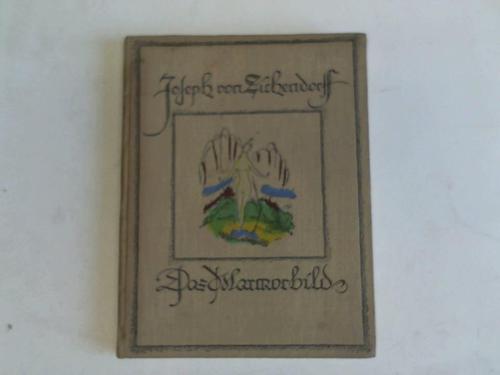 Joseph von Eichendorff
Das Marmorbild